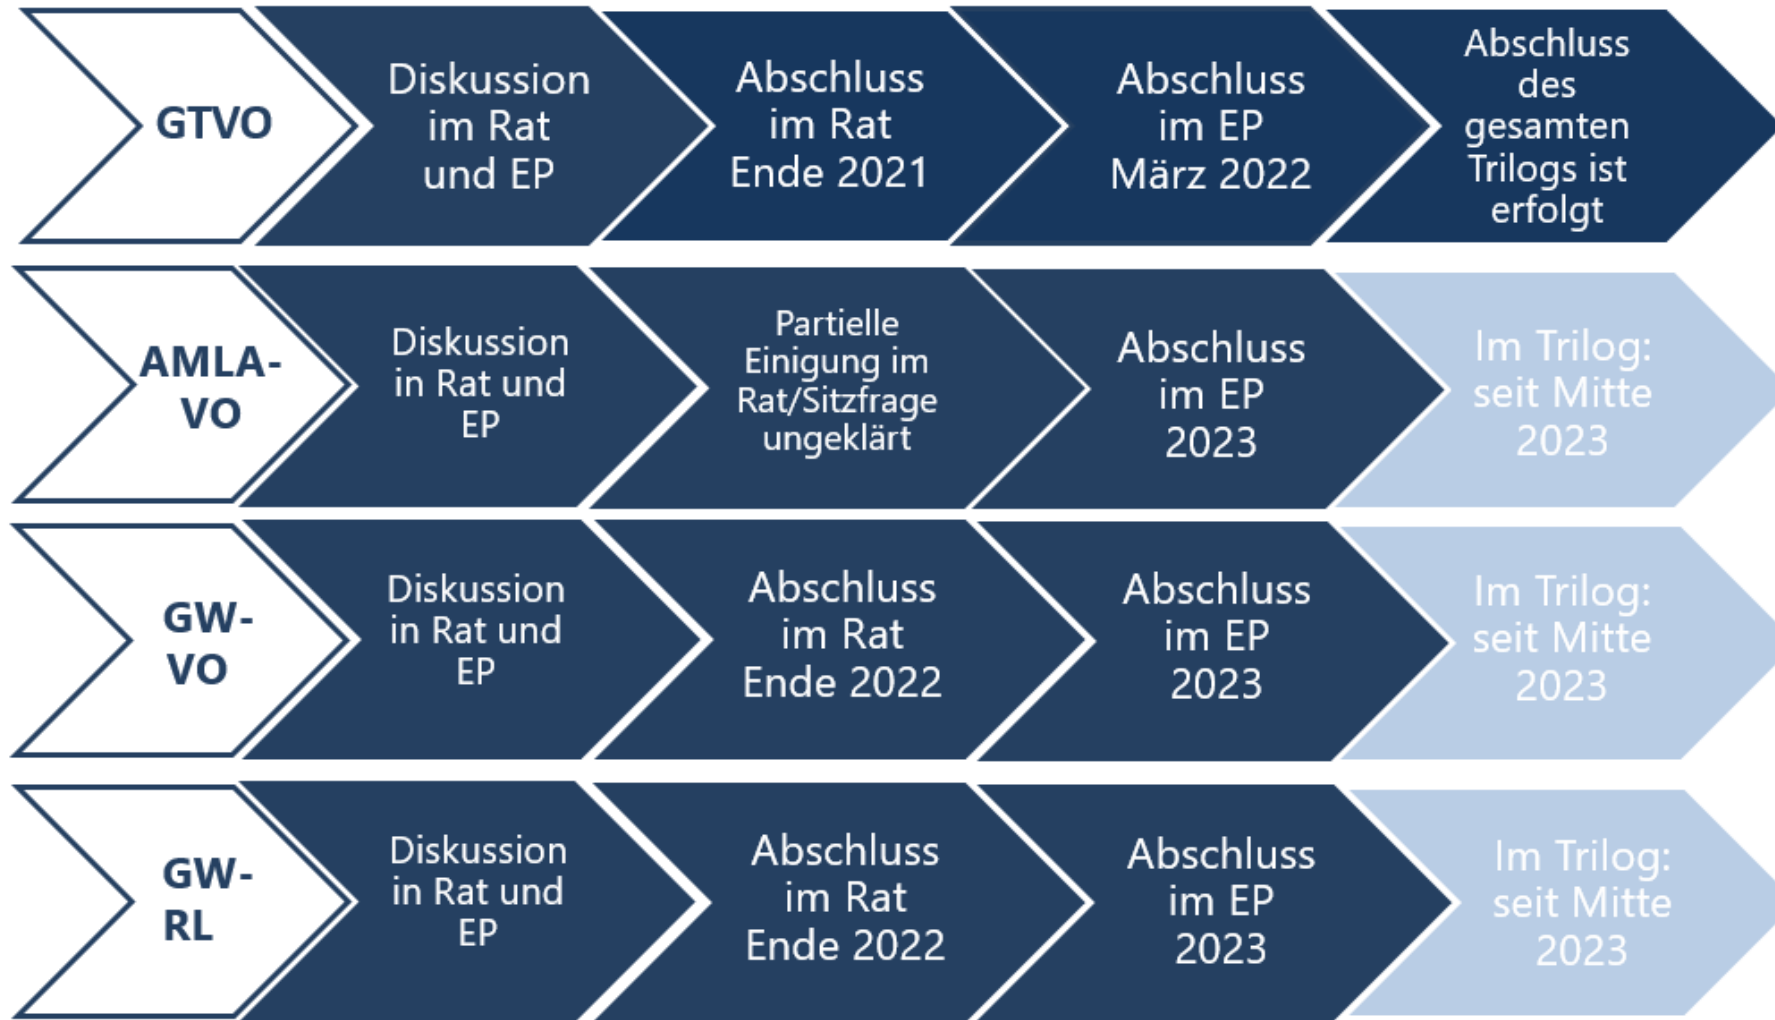 GTVO
Diskussion
im Rat
und EP
Abschluss
im Rat
Ende 2021
Abschluss
im EP
März 2022
Abschluss
des
gesamten
Trilogs ist
erfolgt
AMLA-
VO
Diskussion
in Rat und
EP
Partielle
Einigung im
Rat/Sitzfrage
ungeklärt
Abschluss
im EP
2023
Im Trilog:
seit Mitte
2023
GW-
VO
Diskussion
in Rat und
EP
Abschluss
im Rat
Ende 2022
Abschluss
im EP
2023
Im Trilog:
seit Mitte
2023
GW-
RL
Diskussion
in Rat und
EP
Abschluss
im Rat
Ende 2022
Abschluss
im EP
2023
Im Trilog:
seit Mitte
2023